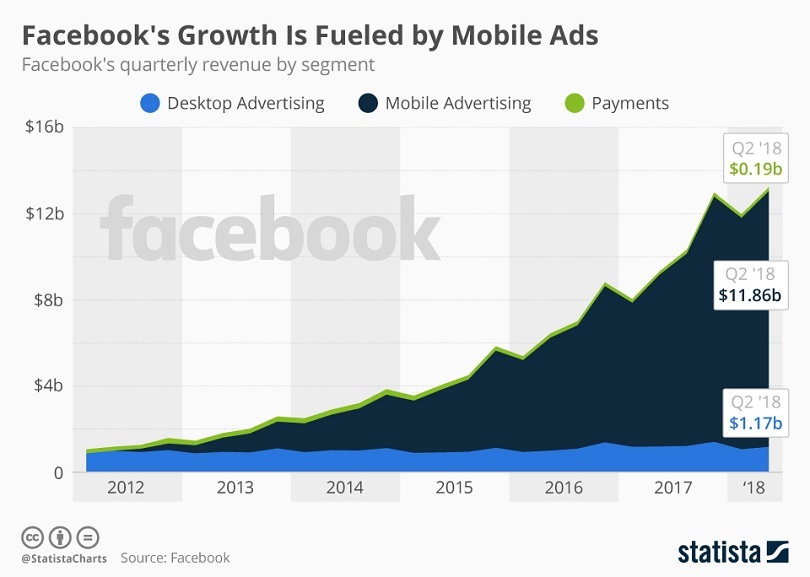 Facebook's Growth Is Fueled by Mobile Ads
Facebook's quarterly revenue by segment
Desktop Advertising Mobile Advertising Payments
$16b
$12b
$8b
$4b
0
facebook
Q2 '18
$0.19b
Q2 '18
$11.86b
Q2 '18
$1.17b
2012 2013 2014 2015 2016 2017 ‘18
cc
@StatistaCharts Source: Facebook
statista